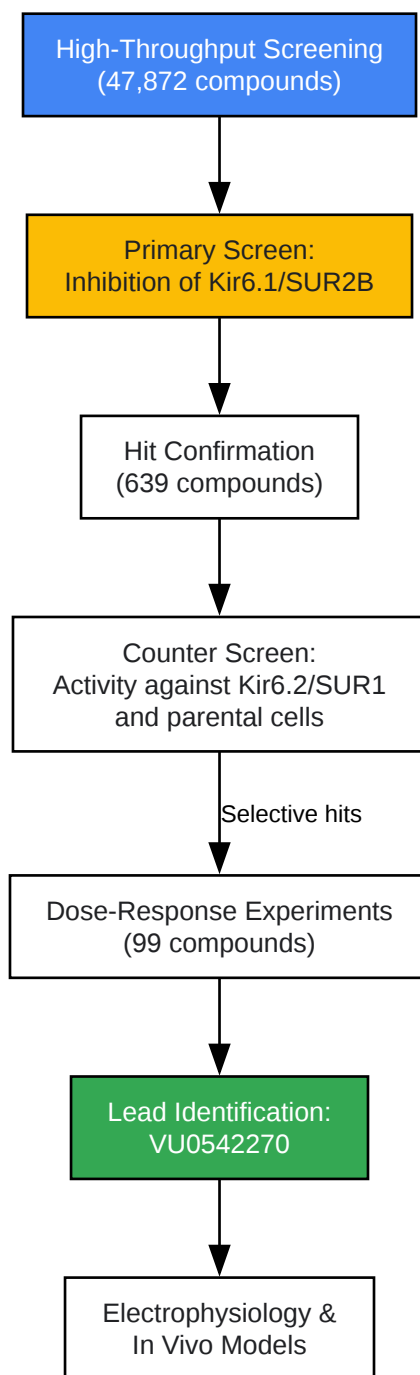 High-Throughput Screening
(47,872 compounds)
Primary Screen:
Inhibition of Kir6.1/SUR2B
Hit Confirmation
(639 compounds)
Counter Screen:
Activity against Kir6.2/SUR1
and parental cells
Selective hits
Dose-Response Experiments
(99 compounds)
Lead Identification:
VU0542270
Electrophysiology &
In Vivo Models